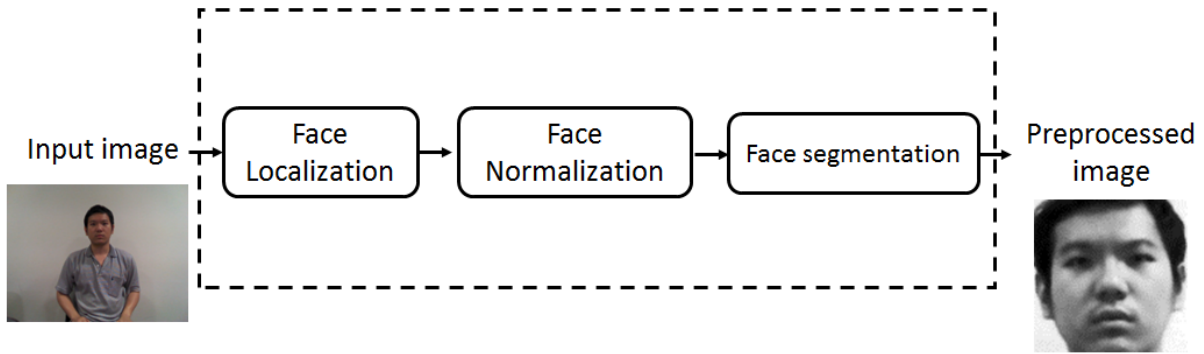 Input image
Face
Localization
Face
Normalization
Face segmentation
Preprocessed
image